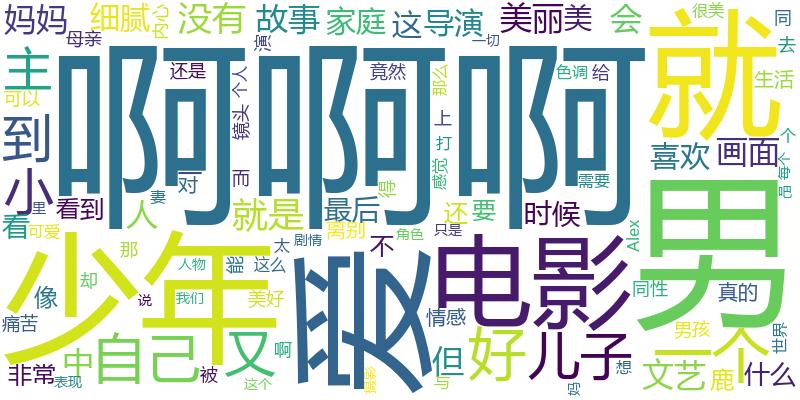 妈妈
细腻
内心
没有
故事
家庭
这
导演
美丽
美
会
很美
同
去
母亲
主
还是
演
竟然
那么
一切
色调
给
就
生活
可以
啊啊啊
个人
镜头
上
打
感觉
到
小
喜欢
画面
个
每个
昂
妻
对
而
得
需要
里
看到
看
可爱
人
就是
最后
离别
还
要
时候
男
Alex
那
却
太
剧情
不
角色
只是
少年
爱
电影
人物
能
这么
像
说
我们
美好
同性
真的
痛苦
情感
男孩
世界
自己
中
又
啊
但
好
儿子
一个
非常
表现
被
这个
摄影
与
妈
想
文艺
鹿
什么